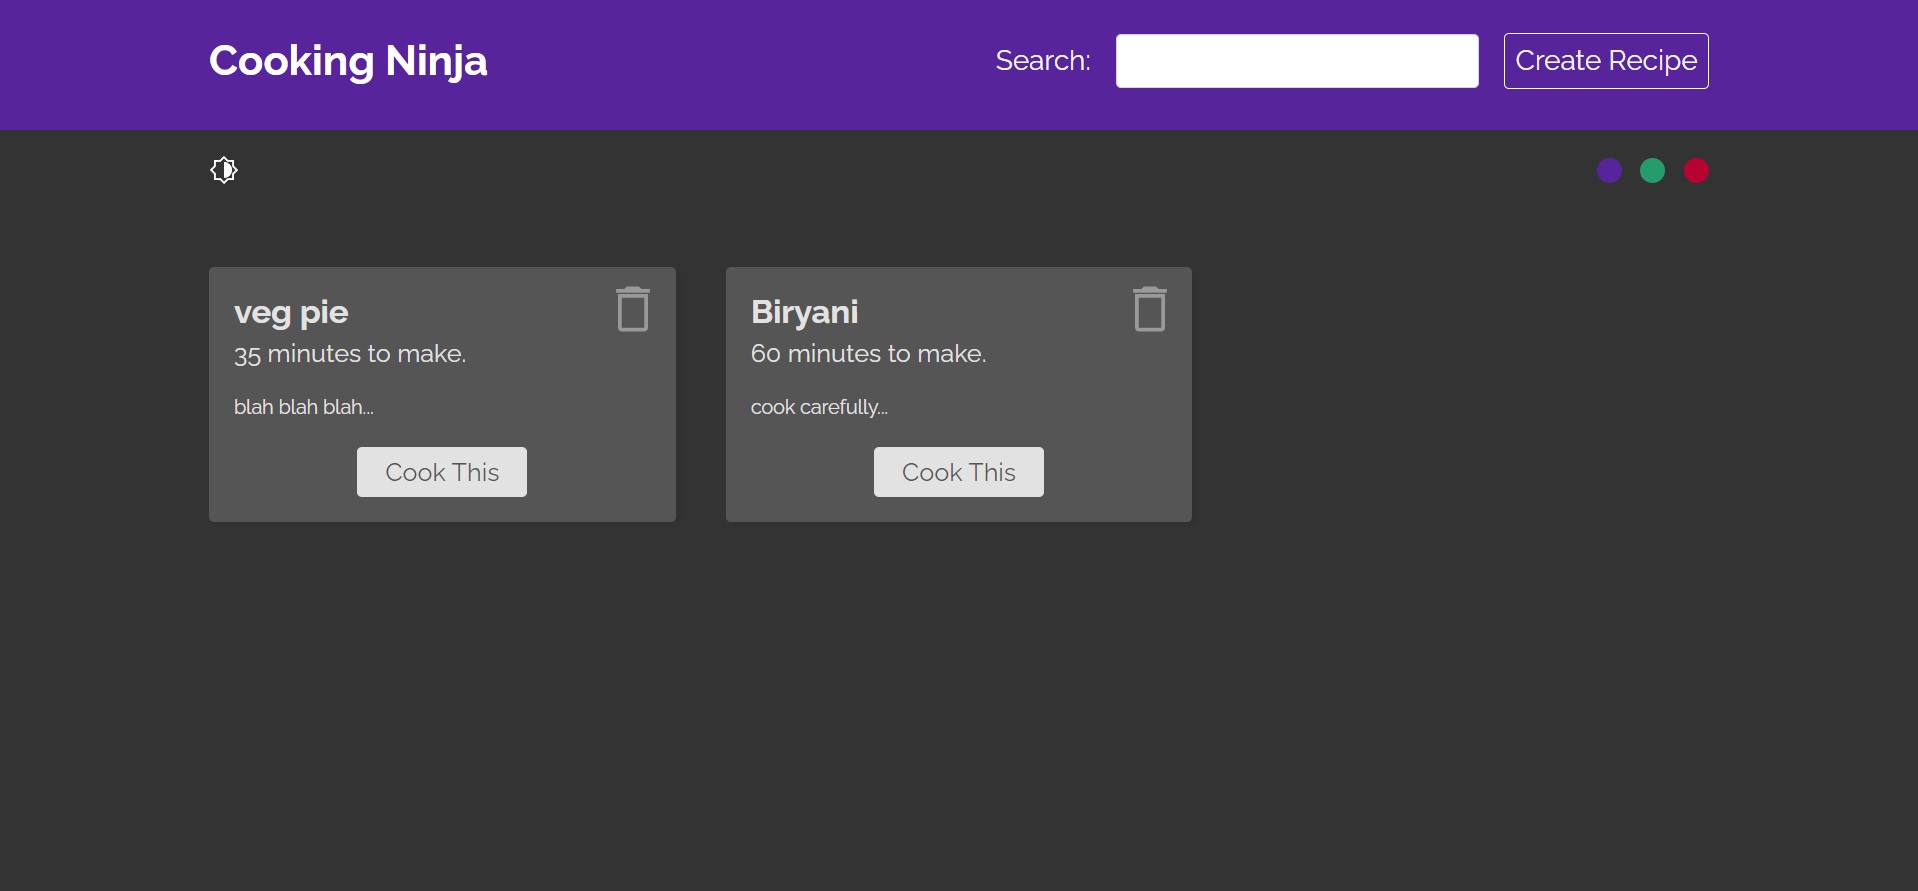 Cooking Ninja
Search:
Create Recipe
veg pie
35 minutes to make.
blah blah blah...
Cook This
Biryani
60 minutes to make.
cook carefully...
Cook This